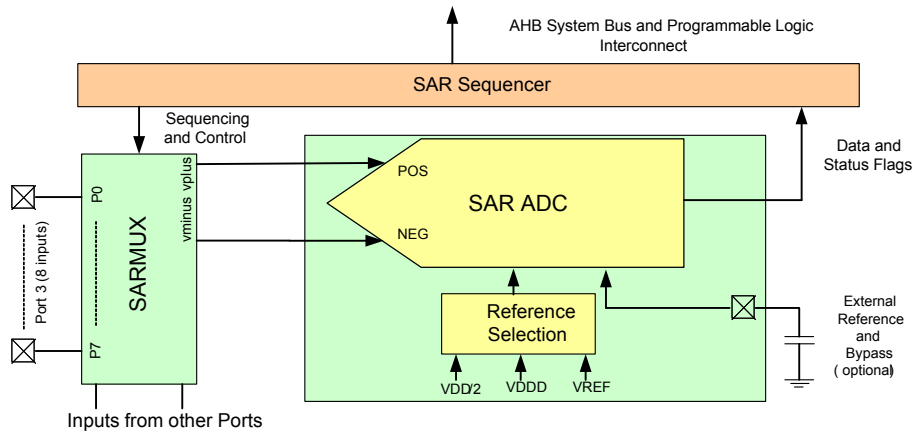 AHB System Bus and Programmable Logic
Interconnect
SAR Sequencer
Sequencing
and Control
Data and
Status Flags
vminus vplus
POS
NEG
SAR ADC
P0
P7
SARMUX
Port 3 (8 inputs)
Reference
Selection
VDD/2
VDDD
VREF
External
Reference
and
Bypass
( optional)
Inputs from other Ports